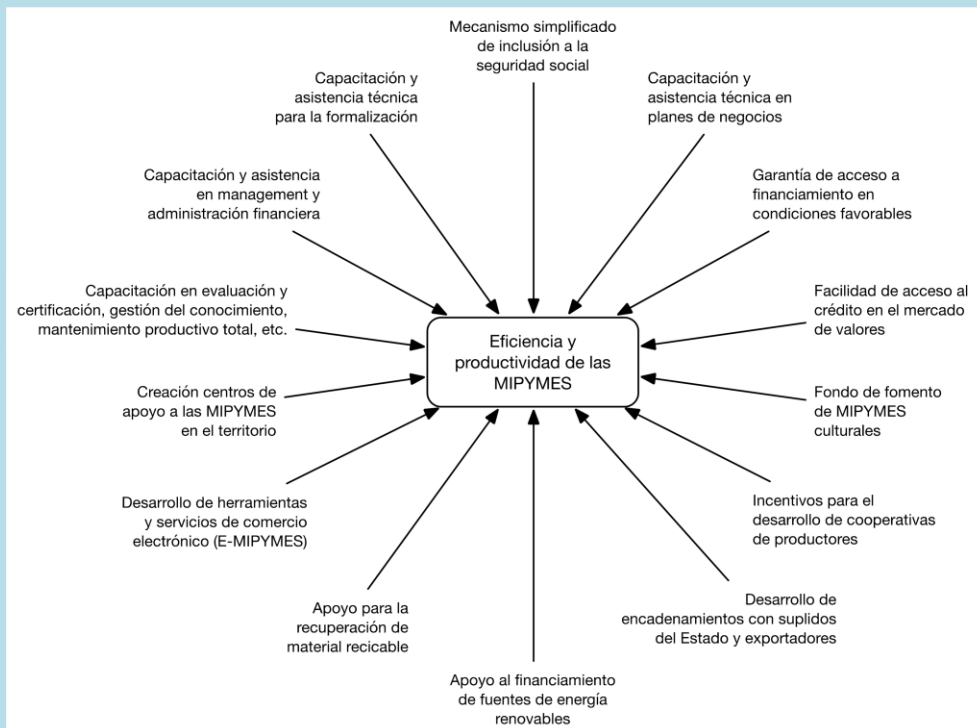 Mecanismo simplificado
de inclusión a la
seguridad social
Capacitación y
asistencia técnica
para la formalización
Capacitación y
asistencia técnica en
planes de negocios
Capacitación y asistencia
en management y
administración financiera
Garantía de acceso a
financiamiento en
condiciones favorables
Capacitación en evaluación y
certificación, gestión del conocimiento,
mantenimiento productivo total, etc.
Facilidad de acceso al
crédito en el mercado
de valores
Eficiencia y
productividad de las
MIPYMES
Creación centros de
apoyo a las MIPYMES
en el territorio
Fondo de fomento
de MIPYMES
culturales
Desarrollo de herramientas
y servicios de comercio
electrónico (E-MIPYMES)
Incentivos para el
desarrollo de cooperativas
de productores
Apoyo para la
recuperación de
material recicable
Desarrollo de
encadenamientos con suplidos
del Estado y exportadores
Apoyo al financiamiento
de fuentes de energía
renovables